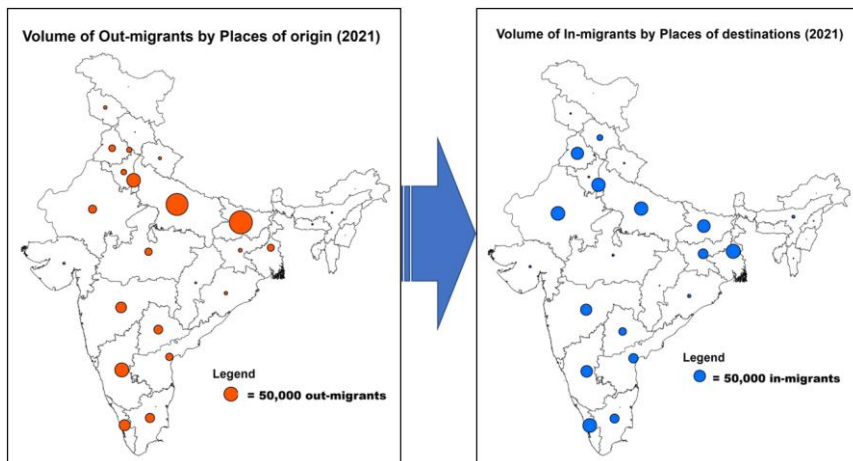 Volume of Out-migrants by Places of origin (2021)
Legend
= 50,000 out-migrants
Volume of In-migrants by Places of destinations (2021)
Legend
= 50,000 in-migrants